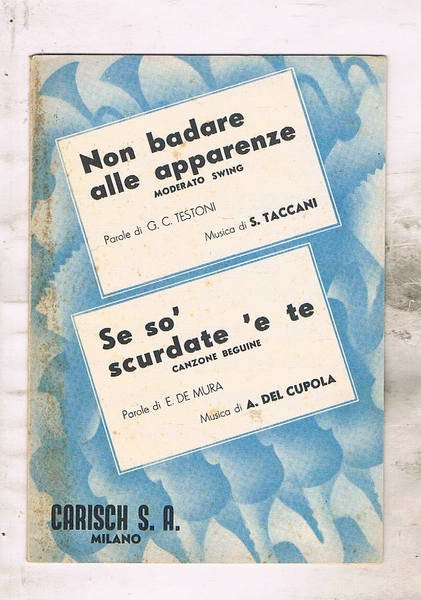 Non badare
alle apparenze
MODERATO SWING
Parole di G. C. TESTONI
Musica di S. TACCANI
Se so'
scurdate 'e te
CANZONE BEGUINE
Parole di E. DE MURA
Musica di A. DEL CUPOLA
CARISCH S. A.
MILANO